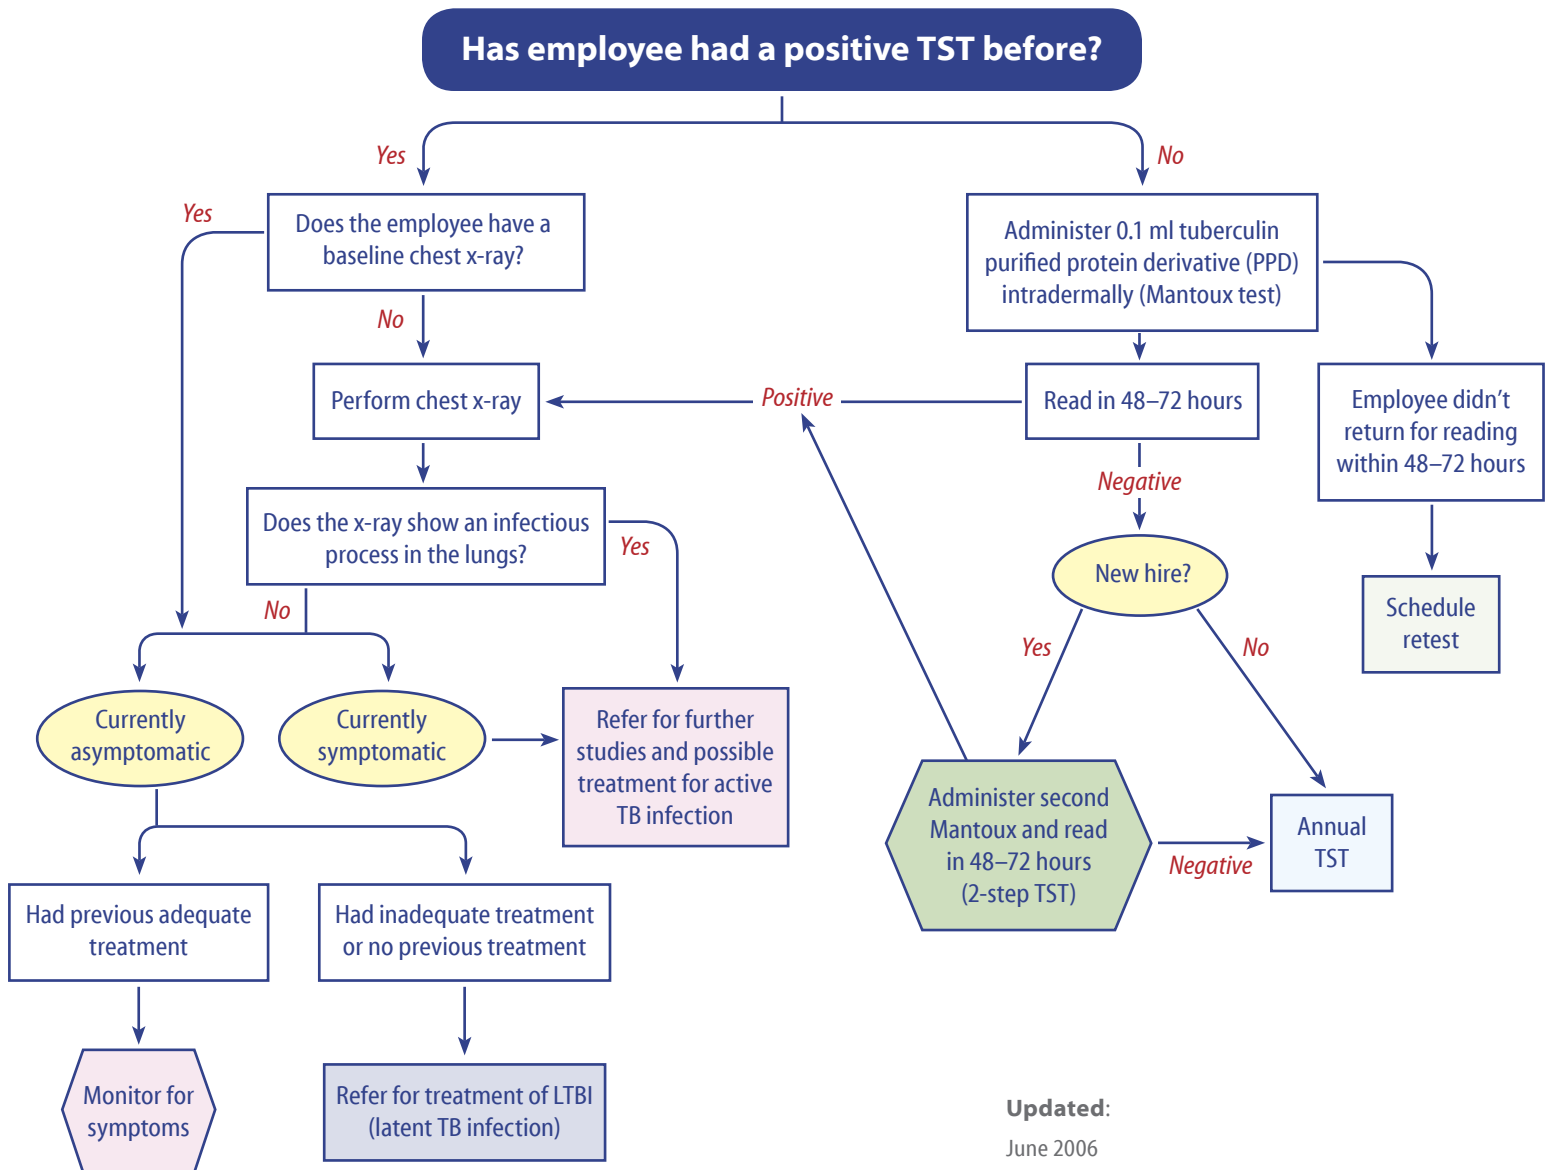 Has employee had a positive TST before?
Yes
No
Yes
Does the employee have a
baseline chest x-ray?
Administer 0.1 ml tuberculin
purified protein derivative (PPD)
intradermally (Mantoux test)
No
Perform chest x-ray
Positive
Read in 48–72 hours
Employee didn’t
return for reading
within 48–72 hours
Negative
Does the x-ray show an infectious
process in the lungs?
Yes
New hire?
Schedule
retest
No
Yes
No
Currently
asymptomatic
Currently
symptomatic
Refer for further
studies and possible
treatment for active
TB infection
Administer second
Mantoux and read
in 48–72 hours
(2-step TST)
Negative
Annual
TST
Had previous adequate
treatment
Had inadequate treatment
or no previous treatment
Monitor for
symptoms
Refer for treatment of LTBI
(latent TB infection)
Updated:
June 2006